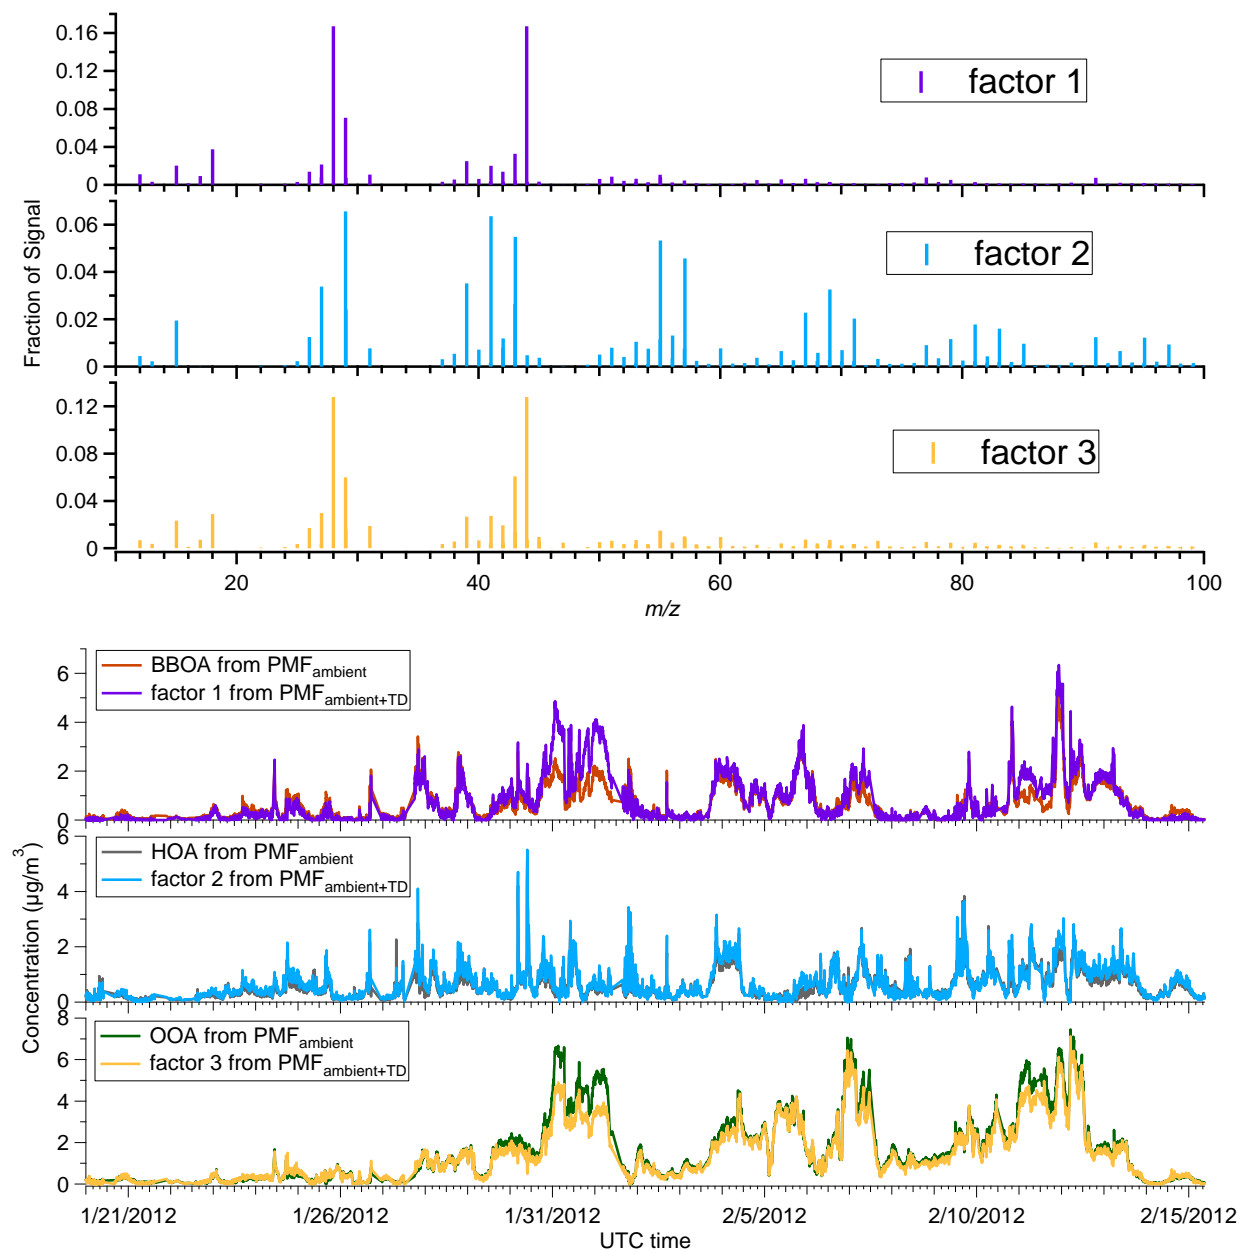 0.16
0.12
0.08
0.04
0
factor 1
Fraction of Signal
0.06
0.04
0.02
0
factor 2
0.12
0.08
0.04
0
factor 3
20 40 60 80 100
m/z
Concentration (µg/m³)
6
4
2
0
BBOA from PMFambient
factor 1 from PMFambient+TD
6
4
2
0
HOA from PMFambient
factor 2 from PMFambient+TD
8
6
4
2
0
OOA from PMFambient
factor 3 from PMFambient+TD
1/21/2012 1/26/2012 1/31/2012 2/5/2012 2/10/2012 2/15/2012
UTC time